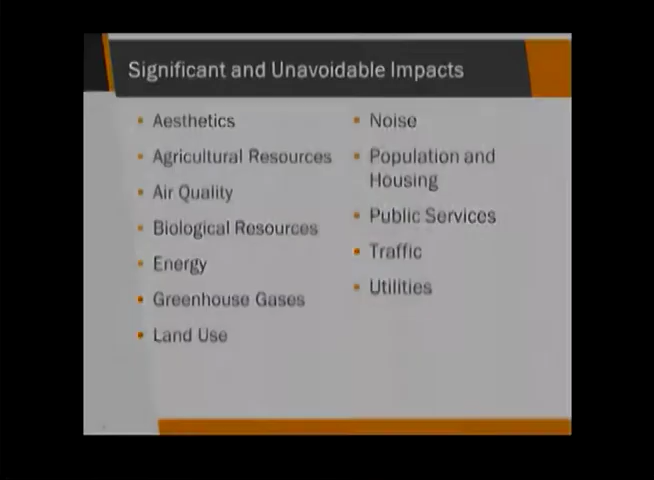 Significant and Unavoidable Impacts
Aesthetics
Agricultural Resources
Air Quality
Biological Resources
Energy
Greenhouse Gases
Land Use
Noise
Population and
Housing
Public Services
Traffic
Utilities